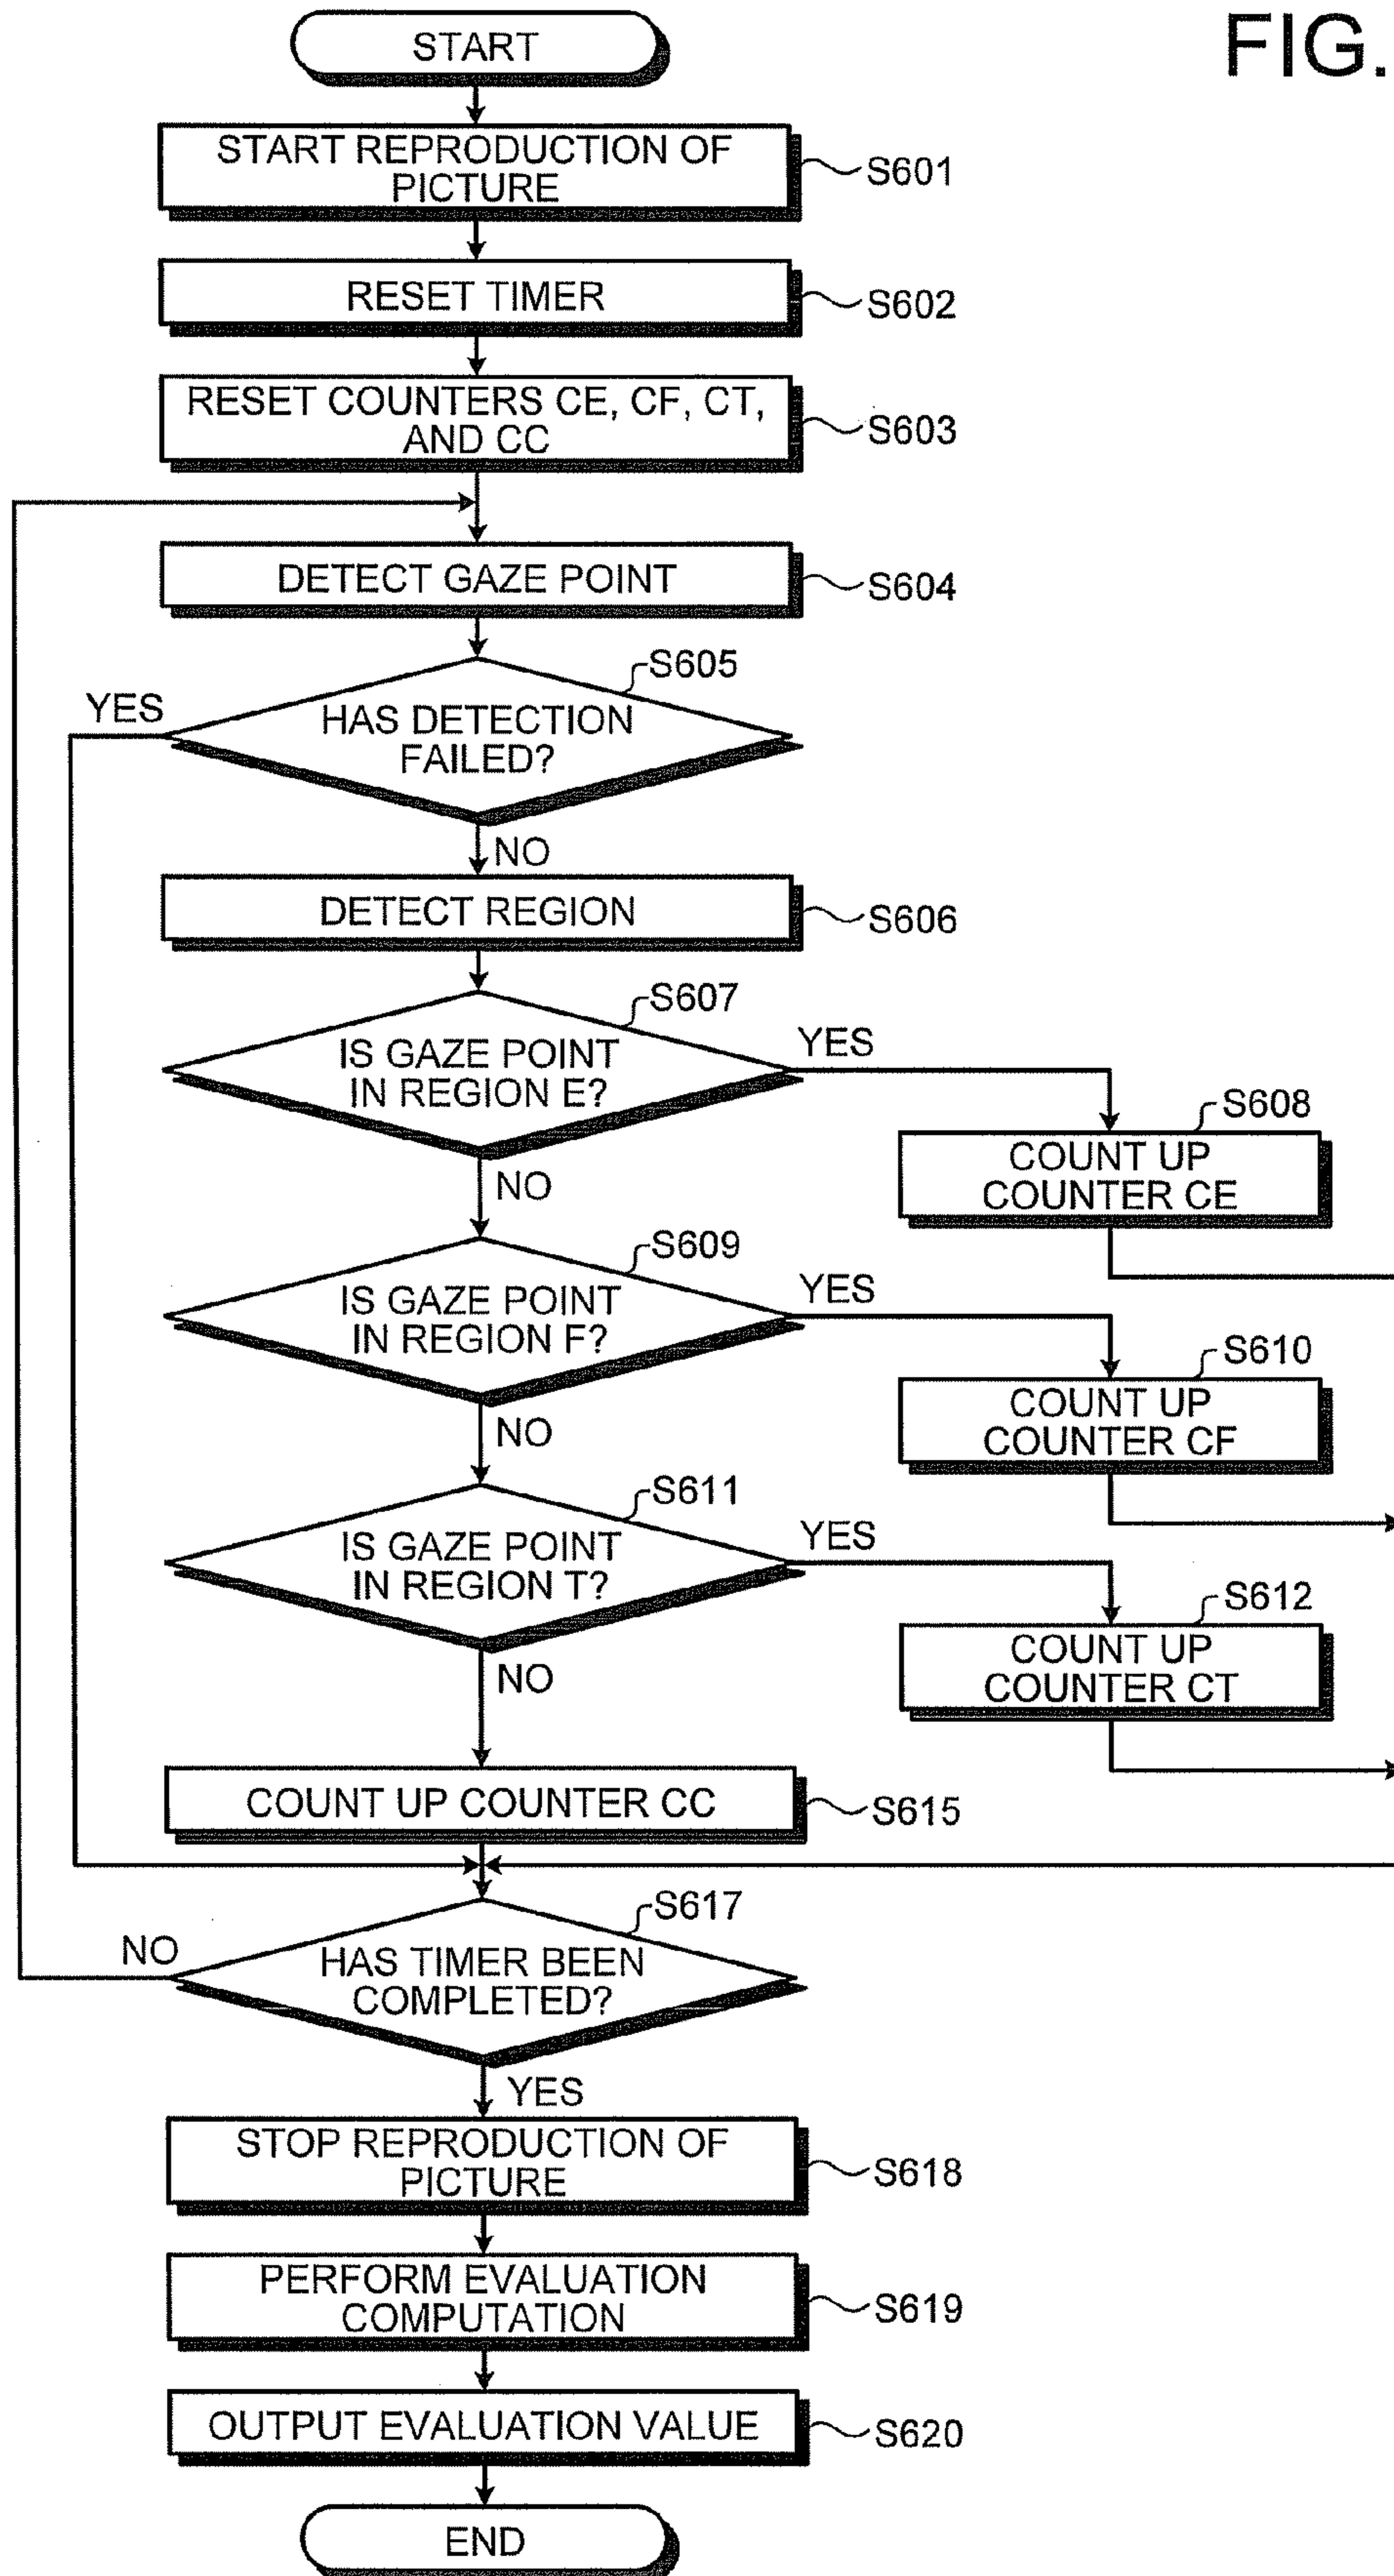 FIG.
START
START REPRODUCTION OF
PICTURE
S601
RESET TIMER
S602
RESET COUNTERS CE, CF, CT,
AND CC
S603
DETECT GAZE POINT
S604
S605
YES
HAS DETECTION
FAILED?
NO
DETECT REGION
S606
S607
IS GAZE POINT
IN REGION E?
YES
S608
COUNT UP
COUNTER CE
NO
S609
IS GAZE POINT
IN REGION F?
YES
S610
COUNT UP
COUNTER CF
NO
S611
IS GAZE POINT
IN REGION T?
YES
S612
COUNT UP
COUNTER CT
NO
COUNT UP COUNTER CC
S615
S617
NO
HAS TIMER BEEN
COMPLETED?
YES
STOP REPRODUCTION OF
PICTURE
S618
PERFORM EVALUATION
COMPUTATION
S619
OUTPUT EVALUATION VALUE
S620
END